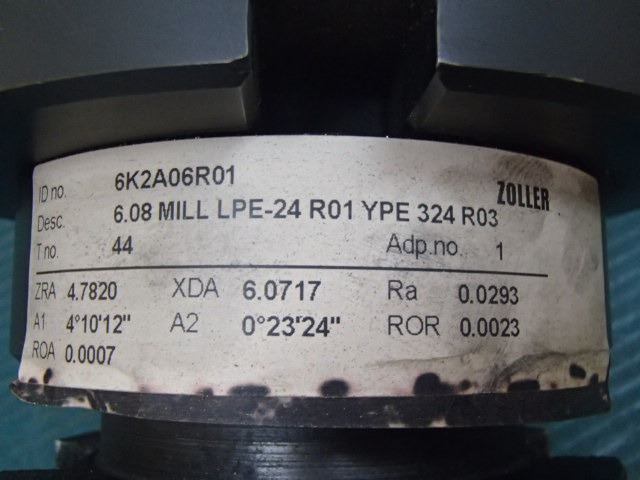 ID no. 6K2A06R01 ZOLLER
Desc. 6.08 MILL LPE-24 R01 YPE 324 R03
T no. 44 Adp.no. 1
ZRA 4.7820 XDA 6.0717 Ra 0.0293
A1 4°10'12" A2 0°23'24" ROR 0.0023
ROA 0.0007